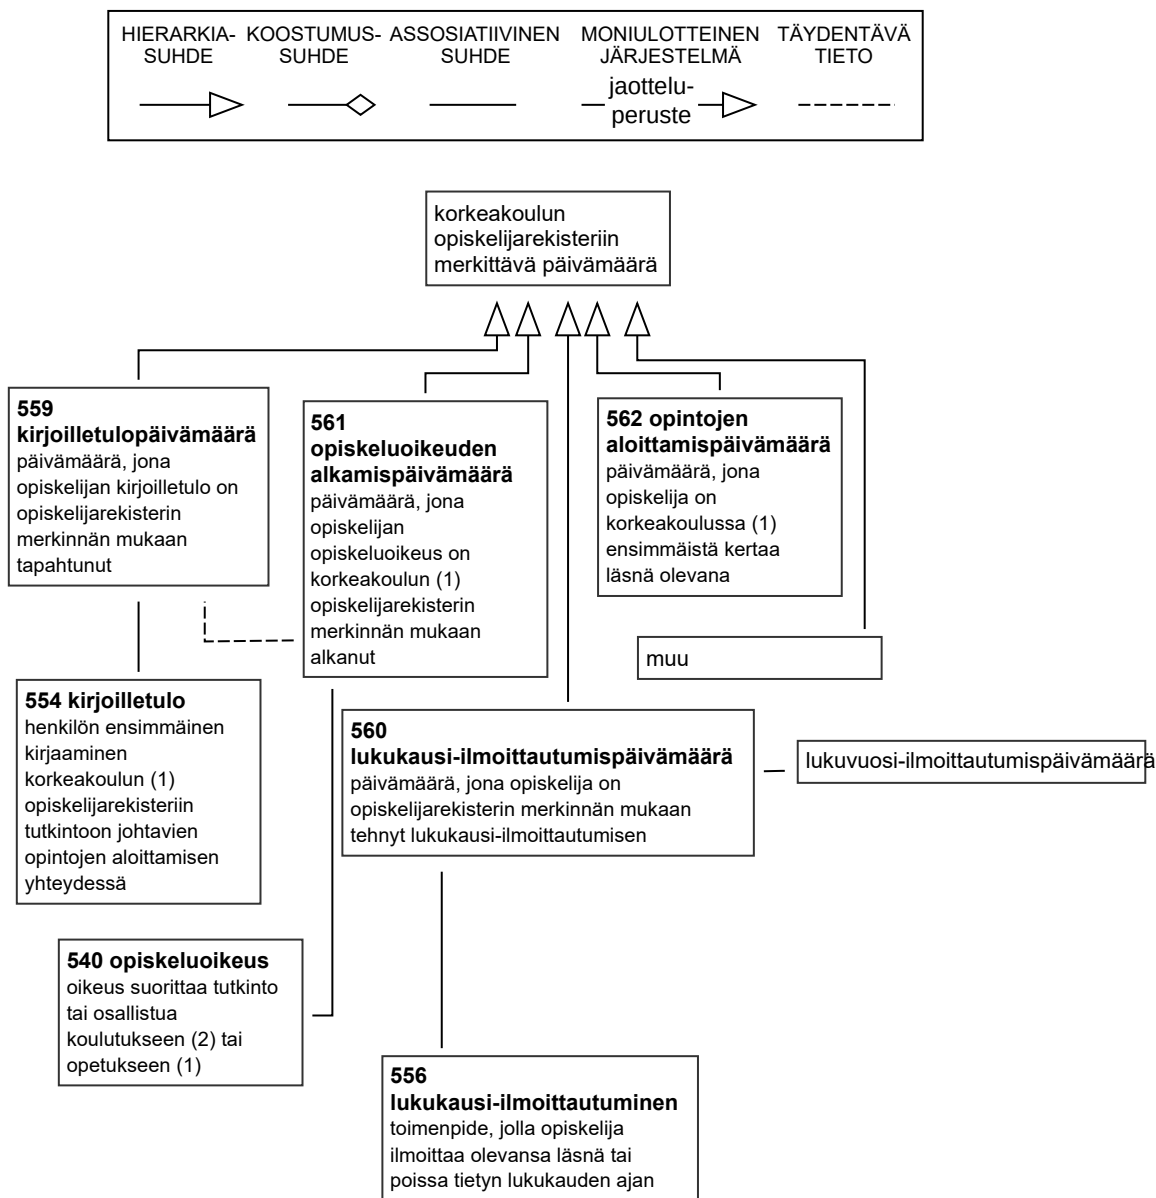 HIERARKIA-
SUHDE
KOOSTUMUS-
SUHDE
ASSOSIATIIVINEN
SUHDE
MONIULOTTEINEN
JÄRJESTELMÄ
jaottelu-
peruste
TÄYDENTÄVÄ
TIETO
korkeakoulun
opiskelijarekisteriin
merkittävä päivämäärä
559
kirjoilletulopäivämäärä
päivämäärä, jona
opiskelijan kirjoilletulo on
opiskelijarekisterin
merkinnän mukaan
tapahtunut
561
opiskeluoikeuden
alkamispäivämäärä
päivämäärä, jona
opiskelijan
opiskeluoikeus on
korkeakoulun (1)
opiskelijarekisterin
merkinnän mukaan
alkanut
562 opintojen
aloittamispäivämäärä
päivämäärä, jona
opiskelija on
korkeakoulussa (1)
ensimmäistä kertaa
läsnä olevana
muu
554 kirjoilletulo
henkilön ensimmäinen
kirjaaminen
korkeakoulun (1)
opiskelijarekisteriin
tutkintoon johtavien
opintojen aloittamisen
yhteydessä
560
lukukausi-ilmoittautumispäivämäärä
päivämäärä, jona opiskelija on
opiskelijarekisterin merkinnän mukaan
tehnyt lukukausi-ilmoittautumisen
lukuvuosi-ilmoittautumispäivämäärä
540 opiskeluoikeus
oikeus suorittaa tutkinto
tai osallistua
koulutukseen (2) tai
opetukseen (1)
556
lukukausi-ilmoittautuminen
toimenpide, jolla opiskelija
ilmoittaa olevansa läsnä tai
poissa tietyn lukukauden ajan